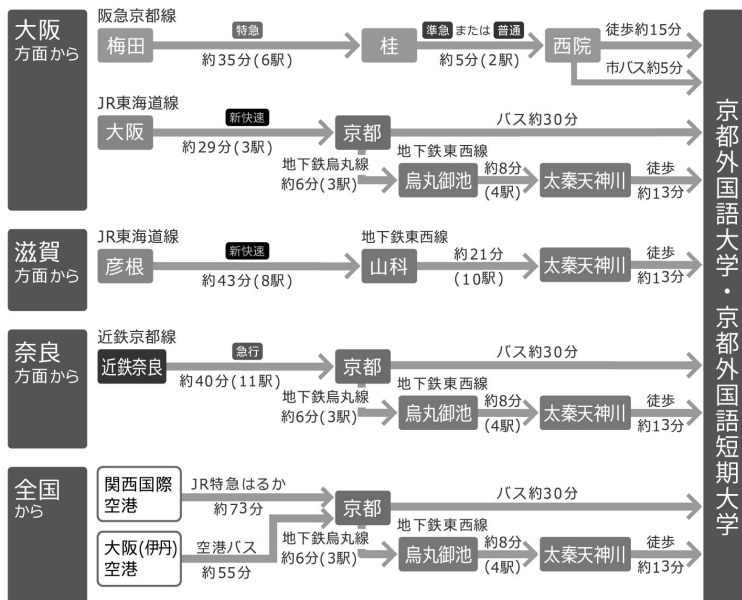 大阪
方面から
阪急京都線
梅田
特急
約35分(6駅)
桂
準急 または 普通
約5分(2駅)
西院
徒歩約15分
市バス約5分
JR東海道線
大阪
新快速
約29分(3駅)
京都
バス約30分
地下鉄烏丸線
約6分(3駅)
地下鉄東西線
烏丸御池
約8分
(4駅)
太秦天神川
徒歩
約13分
滋賀
方面から
JR東海道線
彦根
新快速
約43分(8駅)
地下鉄東西線
山科
約21分
(10駅)
太秦天神川
徒歩
約13分
奈良
方面から
近鉄京都線
近鉄奈良
急行
約40分(11駅)
京都
バス約30分
地下鉄烏丸線
約6分(3駅)
地下鉄東西線
烏丸御池
約8分
(4駅)
太秦天神川
徒歩
約13分
全国
から
関西国際
空港
JR特急はるか
約73分
大阪(伊丹)
空港
空港バス
約55分
京都
バス約30分
地下鉄烏丸線
約6分(3駅)
地下鉄東西線
烏丸御池
約8分
(4駅)
太秦天神川
徒歩
約13分
京都外国語大学・京都外国語短期大学